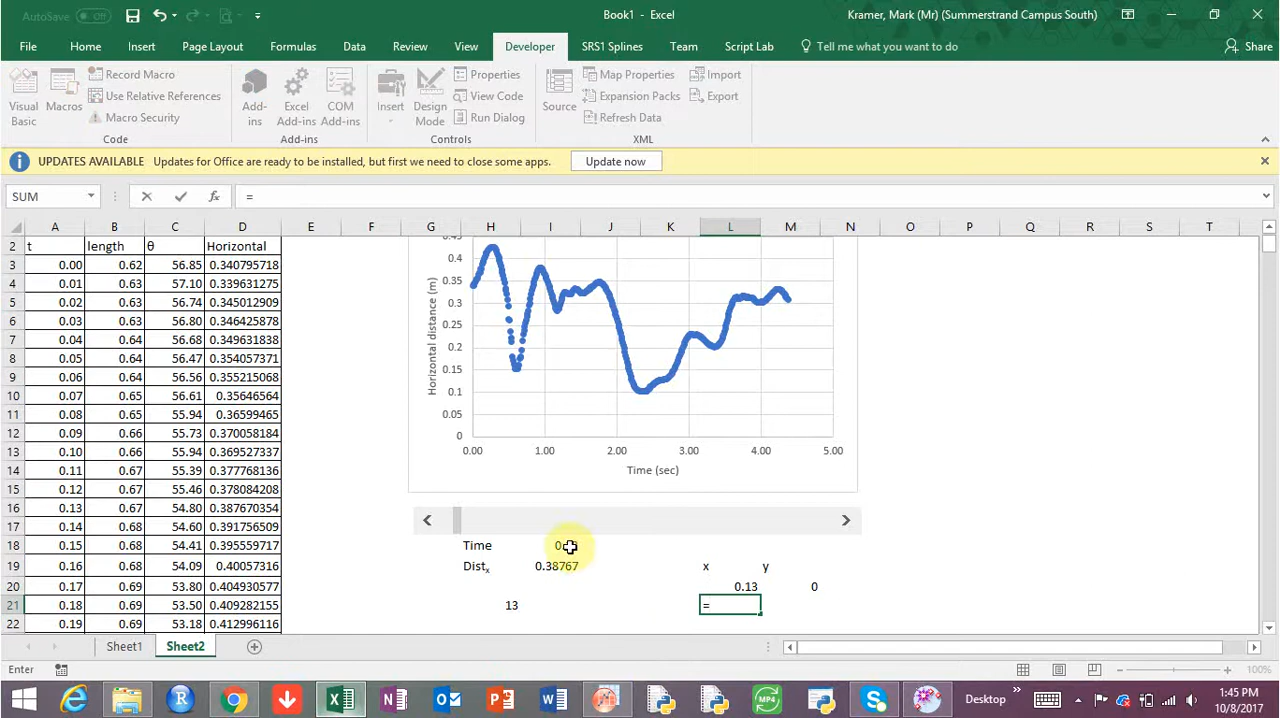 AutoSave Off
Book1 - Excel
Kramer, Mark (Mr) (Summerstrand Campus South)
File Home Insert Page Layout Formulas Data Review View Developer SRS1 Splines Team Script Lab Tell me what you want to do Share
Visual Basic
Macros
Record Macro
Use Relative References
Macro Security
Code
Add-ins
Excel Add-ins
COM Add-ins
Add-ins
Insert
Design Mode
Properties
View Code
Run Dialog
Controls
Source
Map Properties
Expansion Packs
Refresh Data
Import
Export
XML
UPDATES AVAILABLE Updates for Office are ready to be installed, but first we need to close some apps. Update now
SUM fx =
A B C D E F G H I J K L M N O P Q R S T
2 t length θ Horizontal
3 0.00 0.62 56.85 0.340795718
4 0.01 0.63 57.10 0.339631275
5 0.02 0.63 56.74 0.345012909
6 0.03 0.63 56.80 0.346425878
7 0.04 0.64 56.68 0.349631838
8 0.05 0.64 56.47 0.354057371
9 0.06 0.64 56.56 0.355215068
10 0.07 0.65 56.61 0.35646564
11 0.08 0.65 55.94 0.36599465
12 0.09 0.66 55.73 0.370058184
13 0.10 0.66 55.94 0.369527337
14 0.11 0.67 55.39 0.377768136
15 0.12 0.67 55.46 0.378084208
16 0.13 0.67 54.80 0.387670354
17 0.14 0.68 54.60 0.391756509
18 0.15 0.68 54.41 0.395559717
19 0.16 0.68 54.09 0.40057316
20 0.17 0.69 53.80 0.404930577
21 0.18 0.69 53.50 0.409282155
22 0.19 0.69 53.18 0.412996116
0.45
0.4
0.35
0.3
0.25
0.2
0.15
0.1
0.05
0
Horizontal distance (m)
0.00 1.00 2.00 3.00 4.00 5.00
Time (sec)
Time
Distx 0.38767 x y
0.13 0
13 =
Sheet1 Sheet2
Enter
100%
Desktop
1:45 PM
10/8/2017